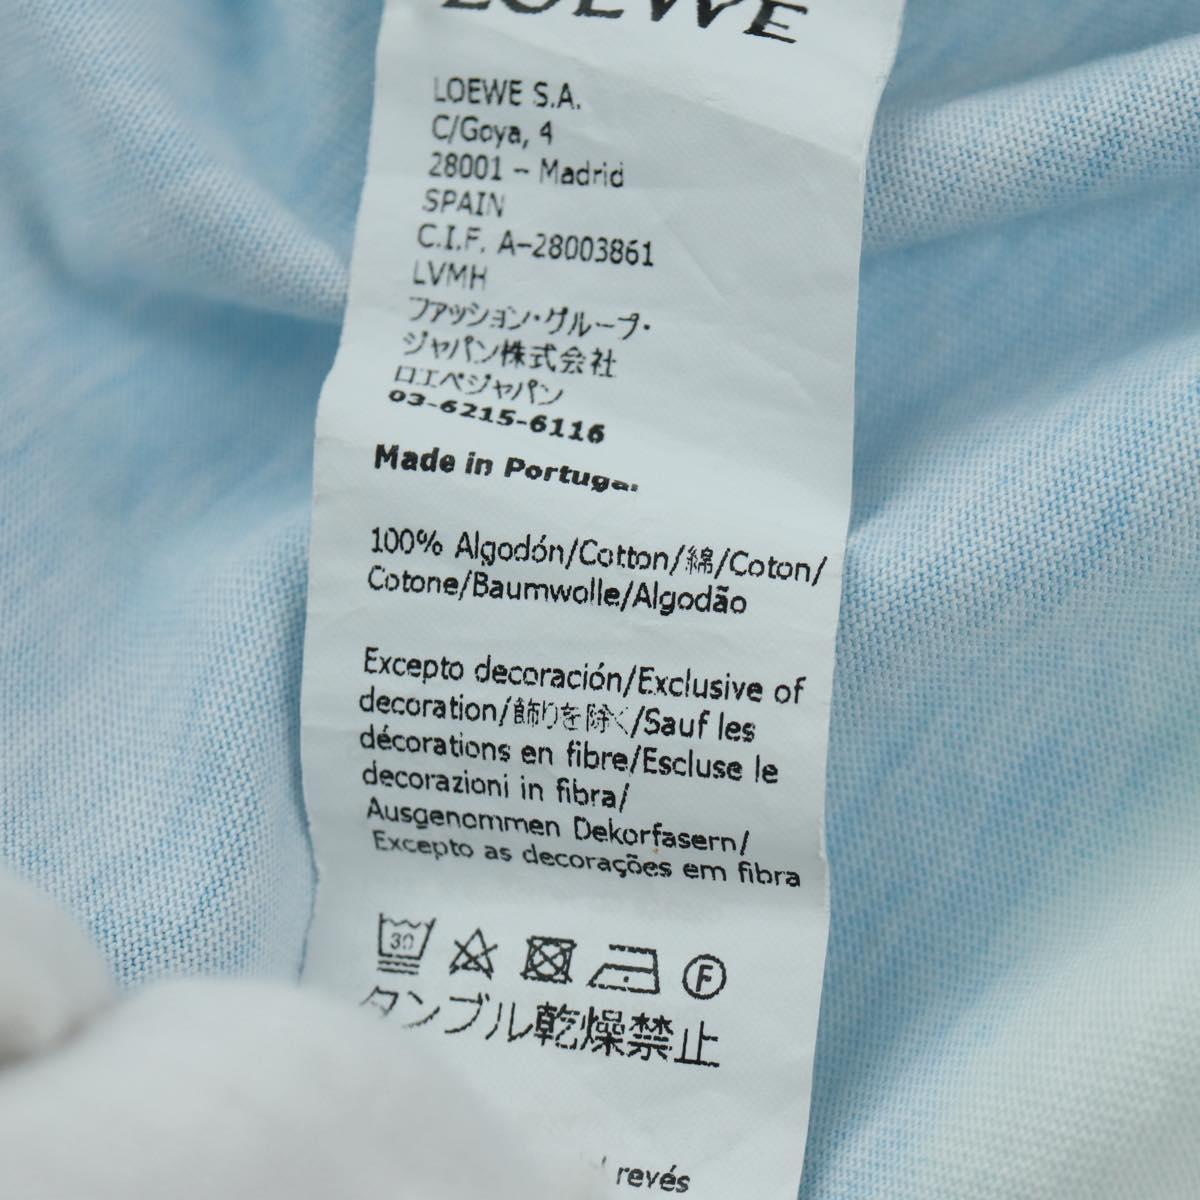 LOEWE
LOEWE S.A.
C/Goya, 4
28001 – Madrid
SPAIN
C.I.F. A-28003861
LVMH
ファッション・グループ・
ジャパン株式会社
ロエベジャパン
03-6215-6116
Made in Portugal
100% Algodón/Cotton/綿/Coton/
Cotone/Baumwolle/Algodão
Excepto decoración/Exclusive of
decoration/飾りを除く/Sauf les
décorations en fibre/Escluse le
decorazioni in fibra/
Ausgenommen Dekorfasern/
Excepto as decorações em fibra
30 F
タンブル乾燥禁止
revés